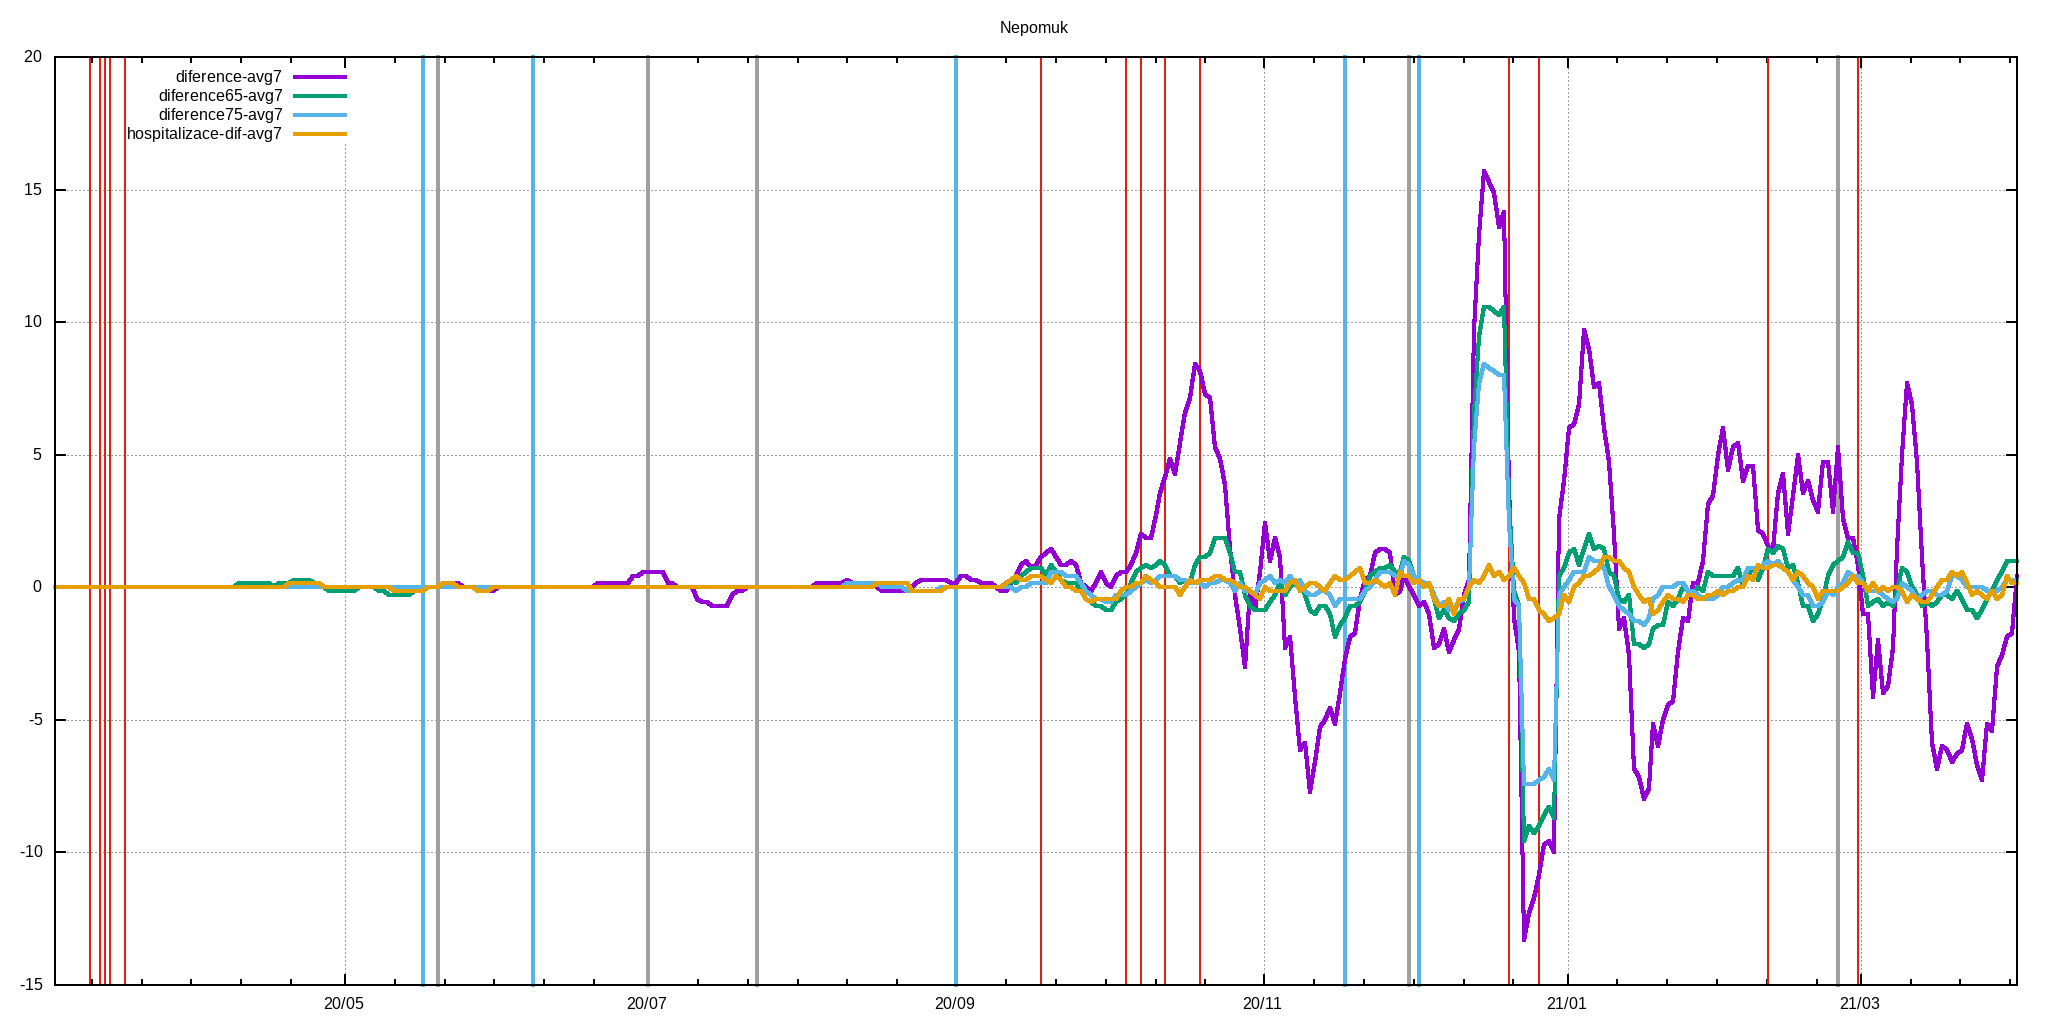 Nepomuk
20
15
10
5
0
-5
-10
-15
diference-avg7
diference65-avg7
diference75-avg7
hospitalizace-dif-avg7
20/05
20/07
20/09
20/11
21/01
21/03